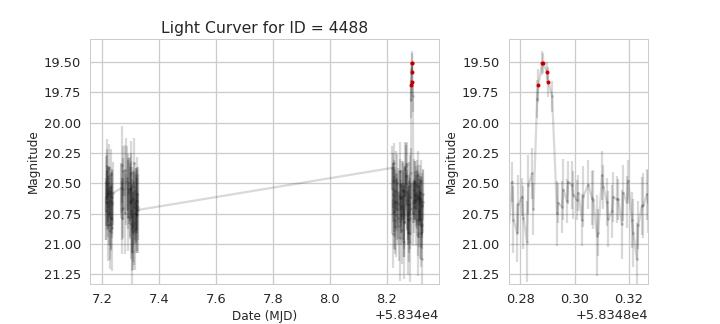 Light Curver for ID = 4488
Magnitude
19.50
19.75
20.00
20.25
20.50
20.75
21.00
21.25
7.2 7.4 7.6 7.8 8.0 8.2
Date (MJD)
+5.834e4
Magnitude
19.50
19.75
20.00
20.25
20.50
20.75
21.00
21.25
0.28 0.30 0.32
+5.8348e4